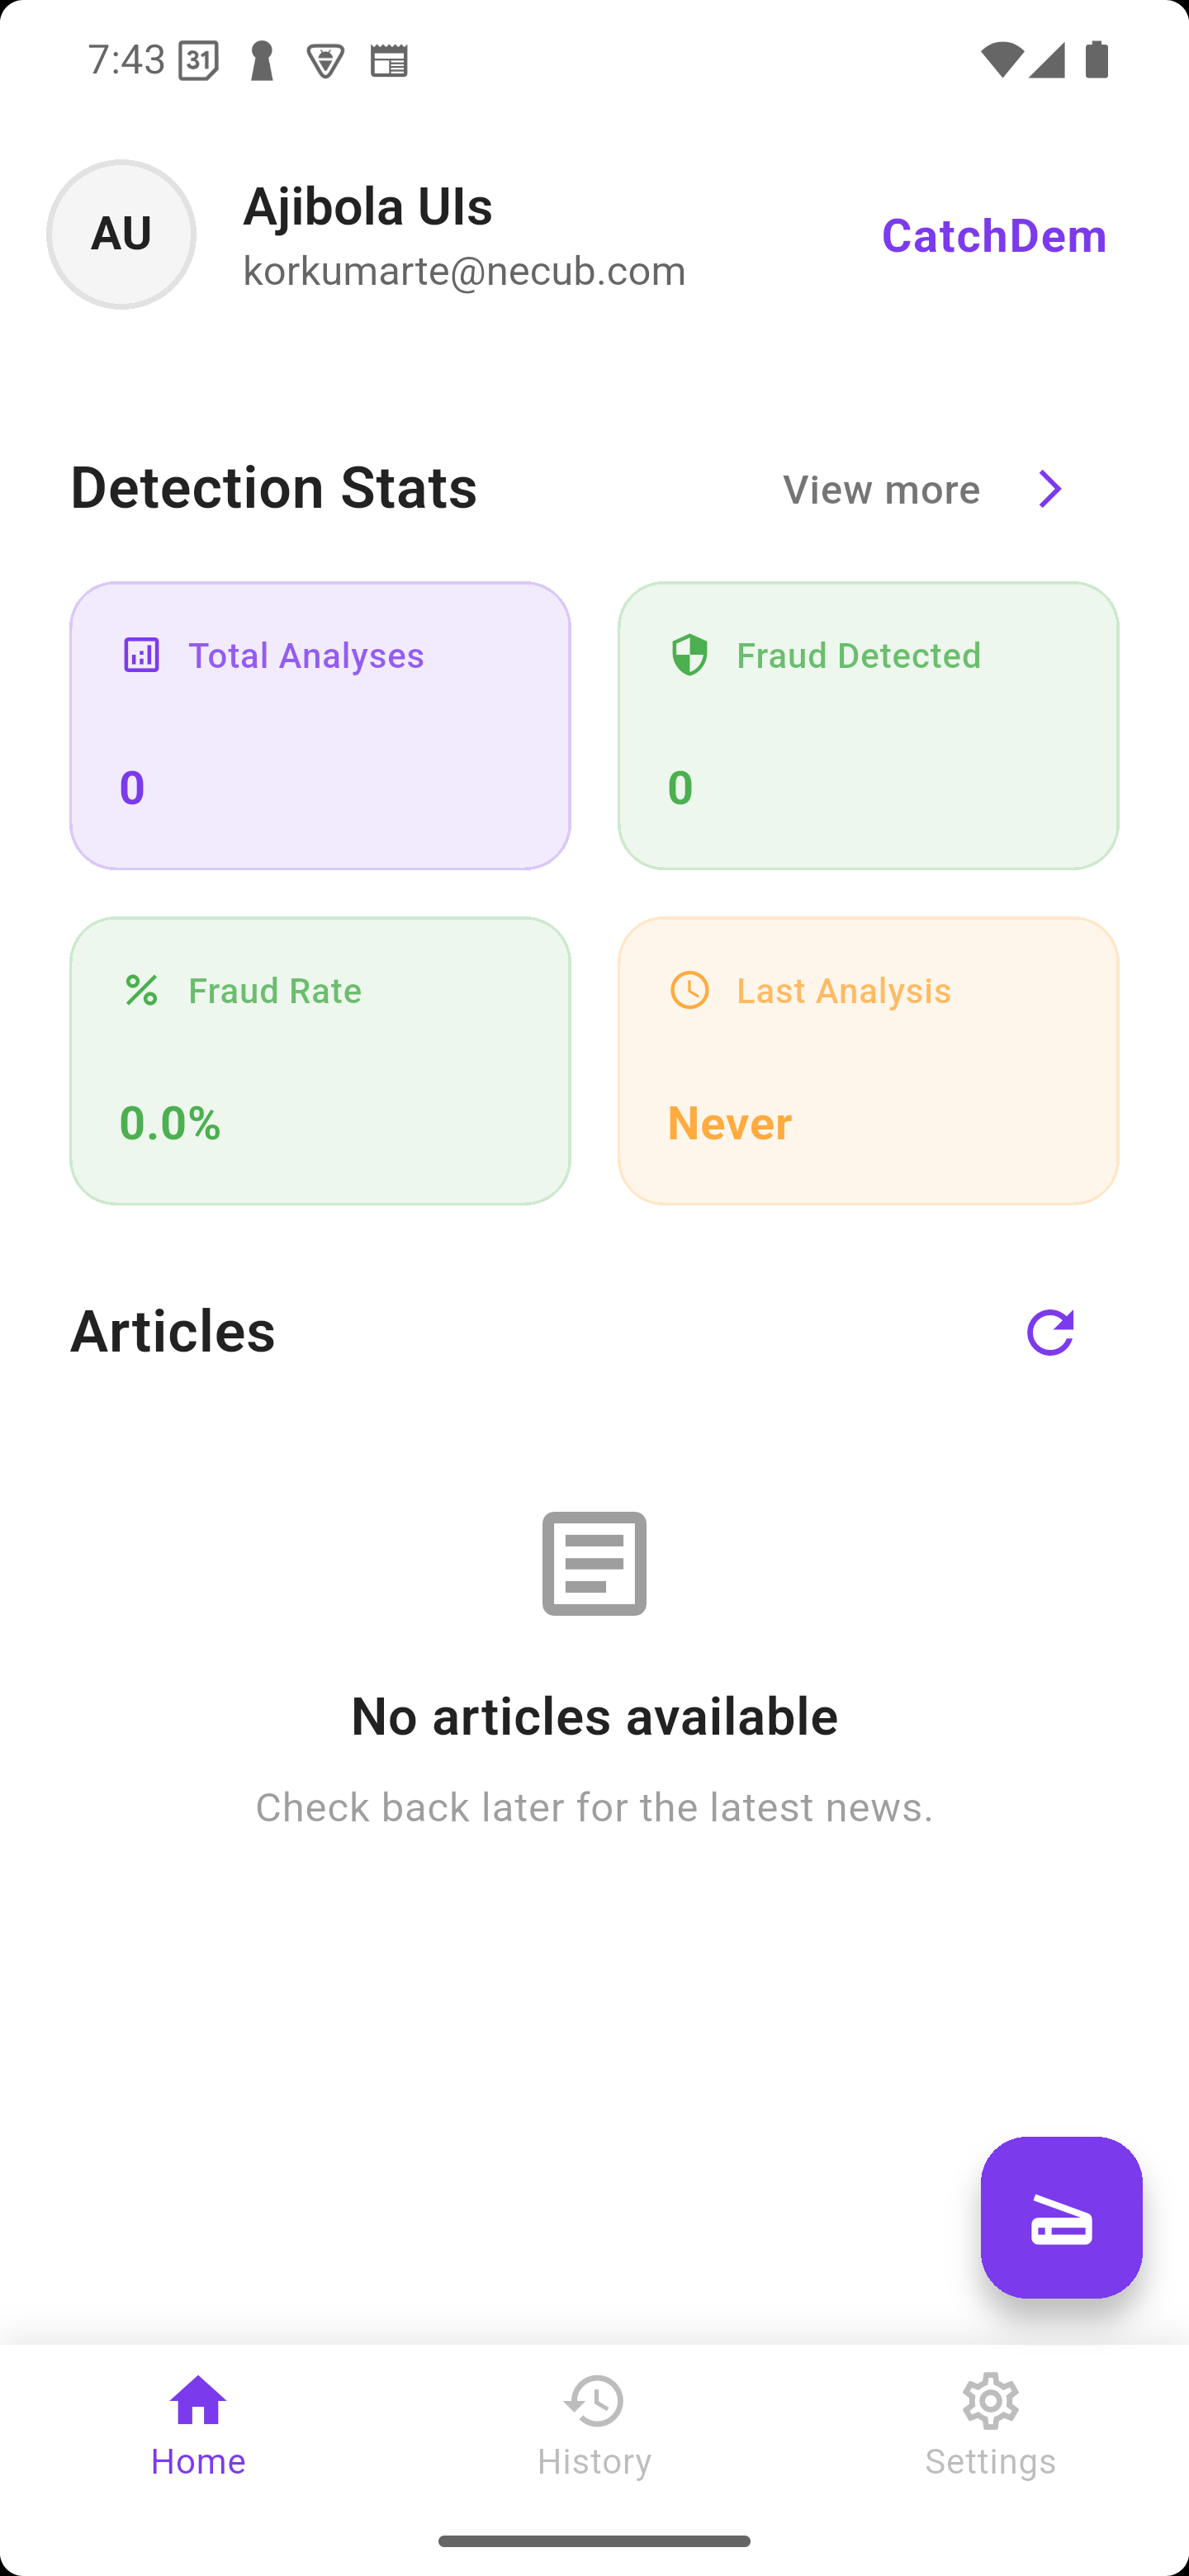 7:43 31
AU
Ajibola UIs
korkumarte@necub.com
CatchDem
Detection Stats
View more
Total Analyses
0
Fraud Detected
0
Fraud Rate
0.0%
Last Analysis
Never
Articles
No articles available
Check back later for the latest news.
Home
History
Settings